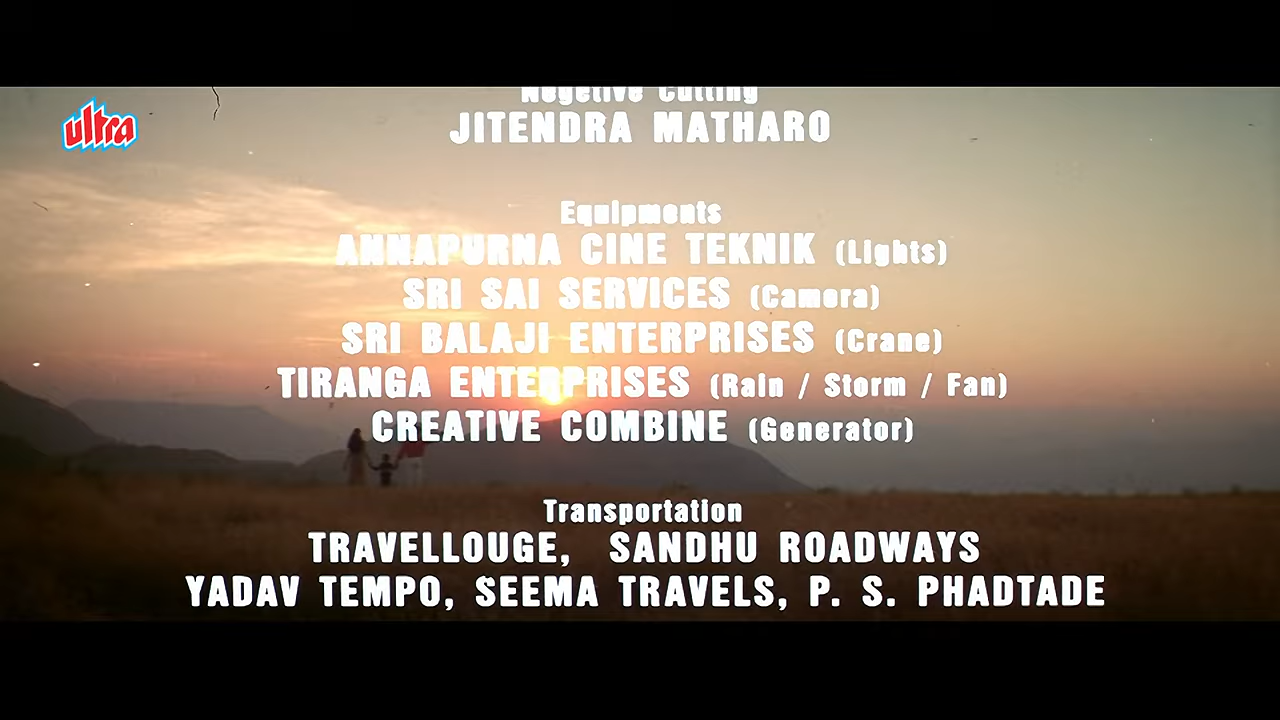 ultra
Negetive Cutting
JITENDRA MATHARO
Equipments
ANNAPURNA CINE TEKNIK (Lights)
SRI SAI SERVICES (Camera)
SRI BALAJI ENTERPRISES (Crane)
TIRANGA ENTERPRISES (Rain / Storm / Fan)
CREATIVE COMBINE (Generator)
Transportation
TRAVELLOUGE, SANDHU ROADWAYS
YADAV TEMPO, SEEMA TRAVELS, P. S. PHADTADE